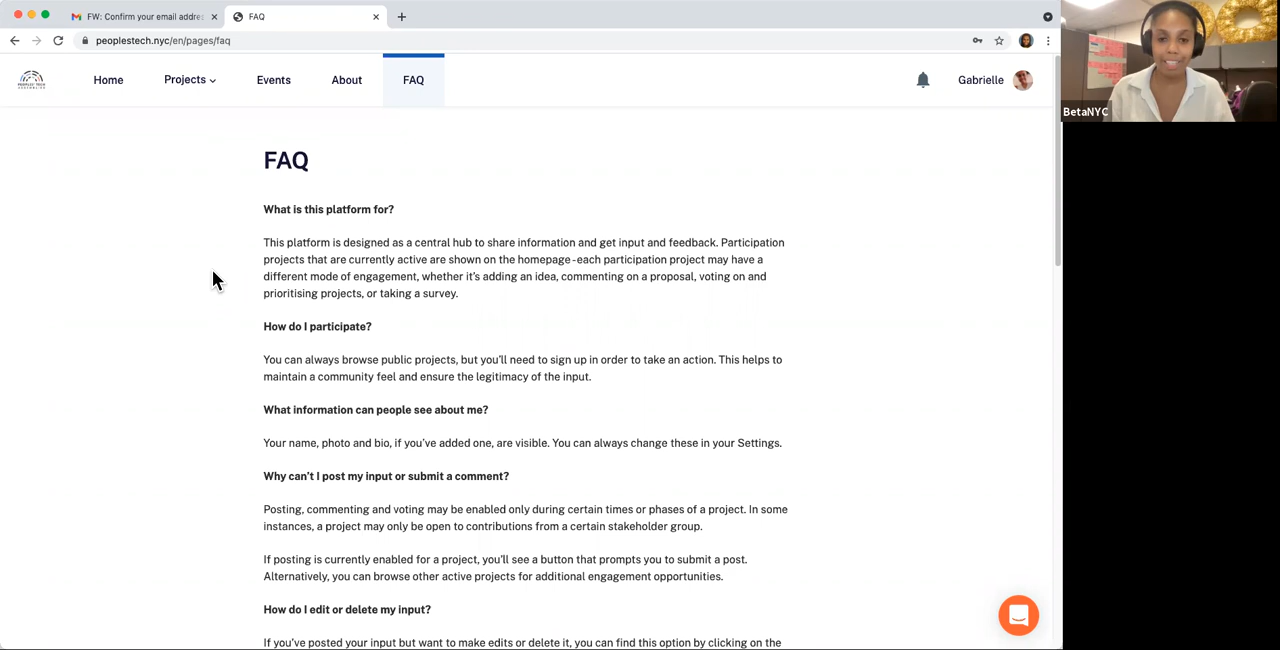 FW: Confirm your email addre
FAQ
peoplestech.nyc/en/pages/faq
Home
Projects
Events
About
FAQ
Gabrielle
BetaNYC
FAQ
What is this platform for?
This platform is designed as a central hub to share information and get input and feedback. Participation
projects that are currently active are shown on the homepage - each participation project may have a
different mode of engagement, whether it's adding an idea, commenting on a proposal, voting on and
prioritising projects, or taking a survey.
How do I participate?
You can always browse public projects, but you'll need to sign up in order to take an action. This helps to
maintain a community feel and ensure the legitimacy of the input.
What information can people see about me?
Your name, photo and bio, if you've added one, are visible. You can always change these in your Settings.
Why can't I post my input or submit a comment?
Posting, commenting and voting may be enabled only during certain times or phases of a project. In some
instances, a project may only be open to contributions from a certain stakeholder group.
If posting is currently enabled for a project, you'll see a button that prompts you to submit a post.
Alternatively, you can browse other active projects for additional engagement opportunities.
How do I edit or delete my input?
If you've posted your input but want to make edits or delete it, you can find this option by clicking on the